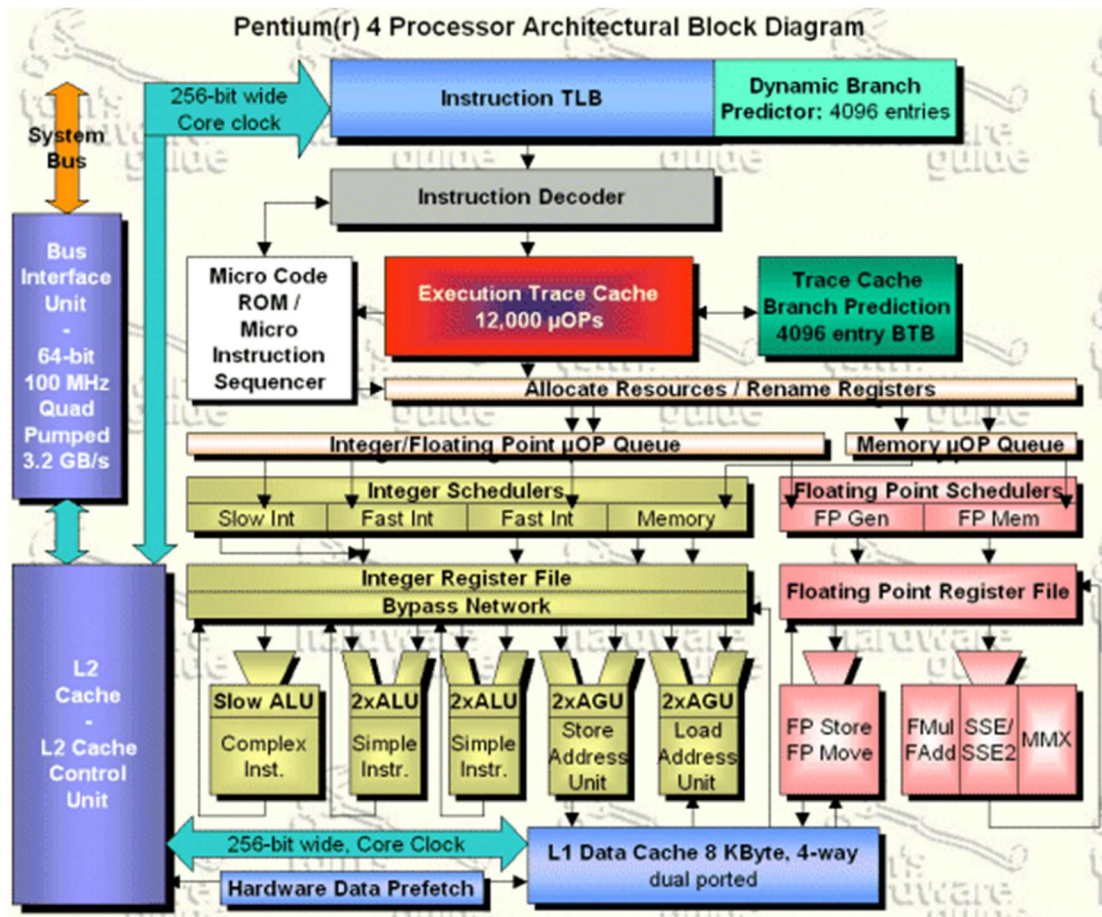 Pentium(r) 4 Processor Architectural Block Diagram
256-bit wide
Core clock
Instruction TLB
Dynamic Branch
Predictor: 4096 entries
System
Bus
Instruction Decoder
Bus
Interface
Unit
-
64-bit
100 MHz
Quad
Pumped
3.2 GB/s
Micro Code
ROM /
Micro
Instruction
Sequencer
Execution Trace Cache
12,000 µOPs
Trace Cache
Branch Prediction
4096 entry BTB
Allocate Resources / Rename Registers
Integer/Floating Point µOP Queue
Memory µOP Queue
Integer Schedulers
Slow Int
Fast Int
Fast Int
Memory
Floating Point Schedulers
FP Gen
FP Mem
Integer Register File
Bypass Network
Floating Point Register File
L2
Cache
-
L2 Cache
Control
Unit
Slow ALU
Complex
Inst.
2xALU
Simple
Instr.
2xALU
Simple
Instr.
2xAGU
Store
Address
Unit
2xAGU
Load
Address
Unit
FP Store
FP Move
FMul
FAdd
SSE/
SSE2
MMX
256-bit wide, Core Clock
Hardware Data Prefetch
L1 Data Cache 8 KByte, 4-way
dual ported
hardware
guide